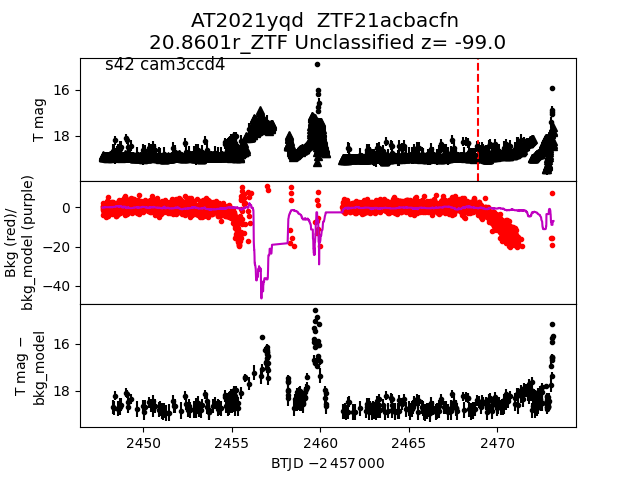 AT2021yqd  ZTF21acbacfn
20.8601r_ZTF Unclassified z= -99.0
s42 cam3ccd4
T mag
16
18
Bkg (red)/
bkg_model (purple)
0
−20
−40
T mag −
bkg_model
16
18
2450
2455
2460
2465
2470
BTJD −2 457 000